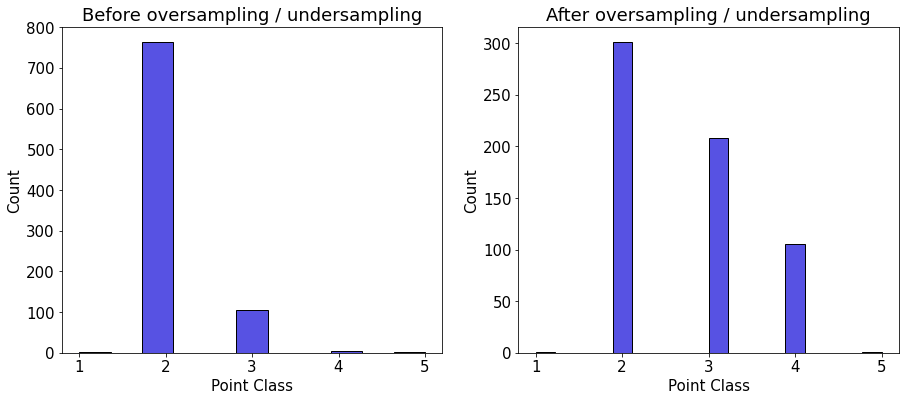 Before oversampling / undersampling
800
700
600
500
400
300
200
100
0
Count
1 2 3 4 5
Point Class
After oversampling / undersampling
300
250
200
150
100
50
0
Count
1 2 3 4 5
Point Class